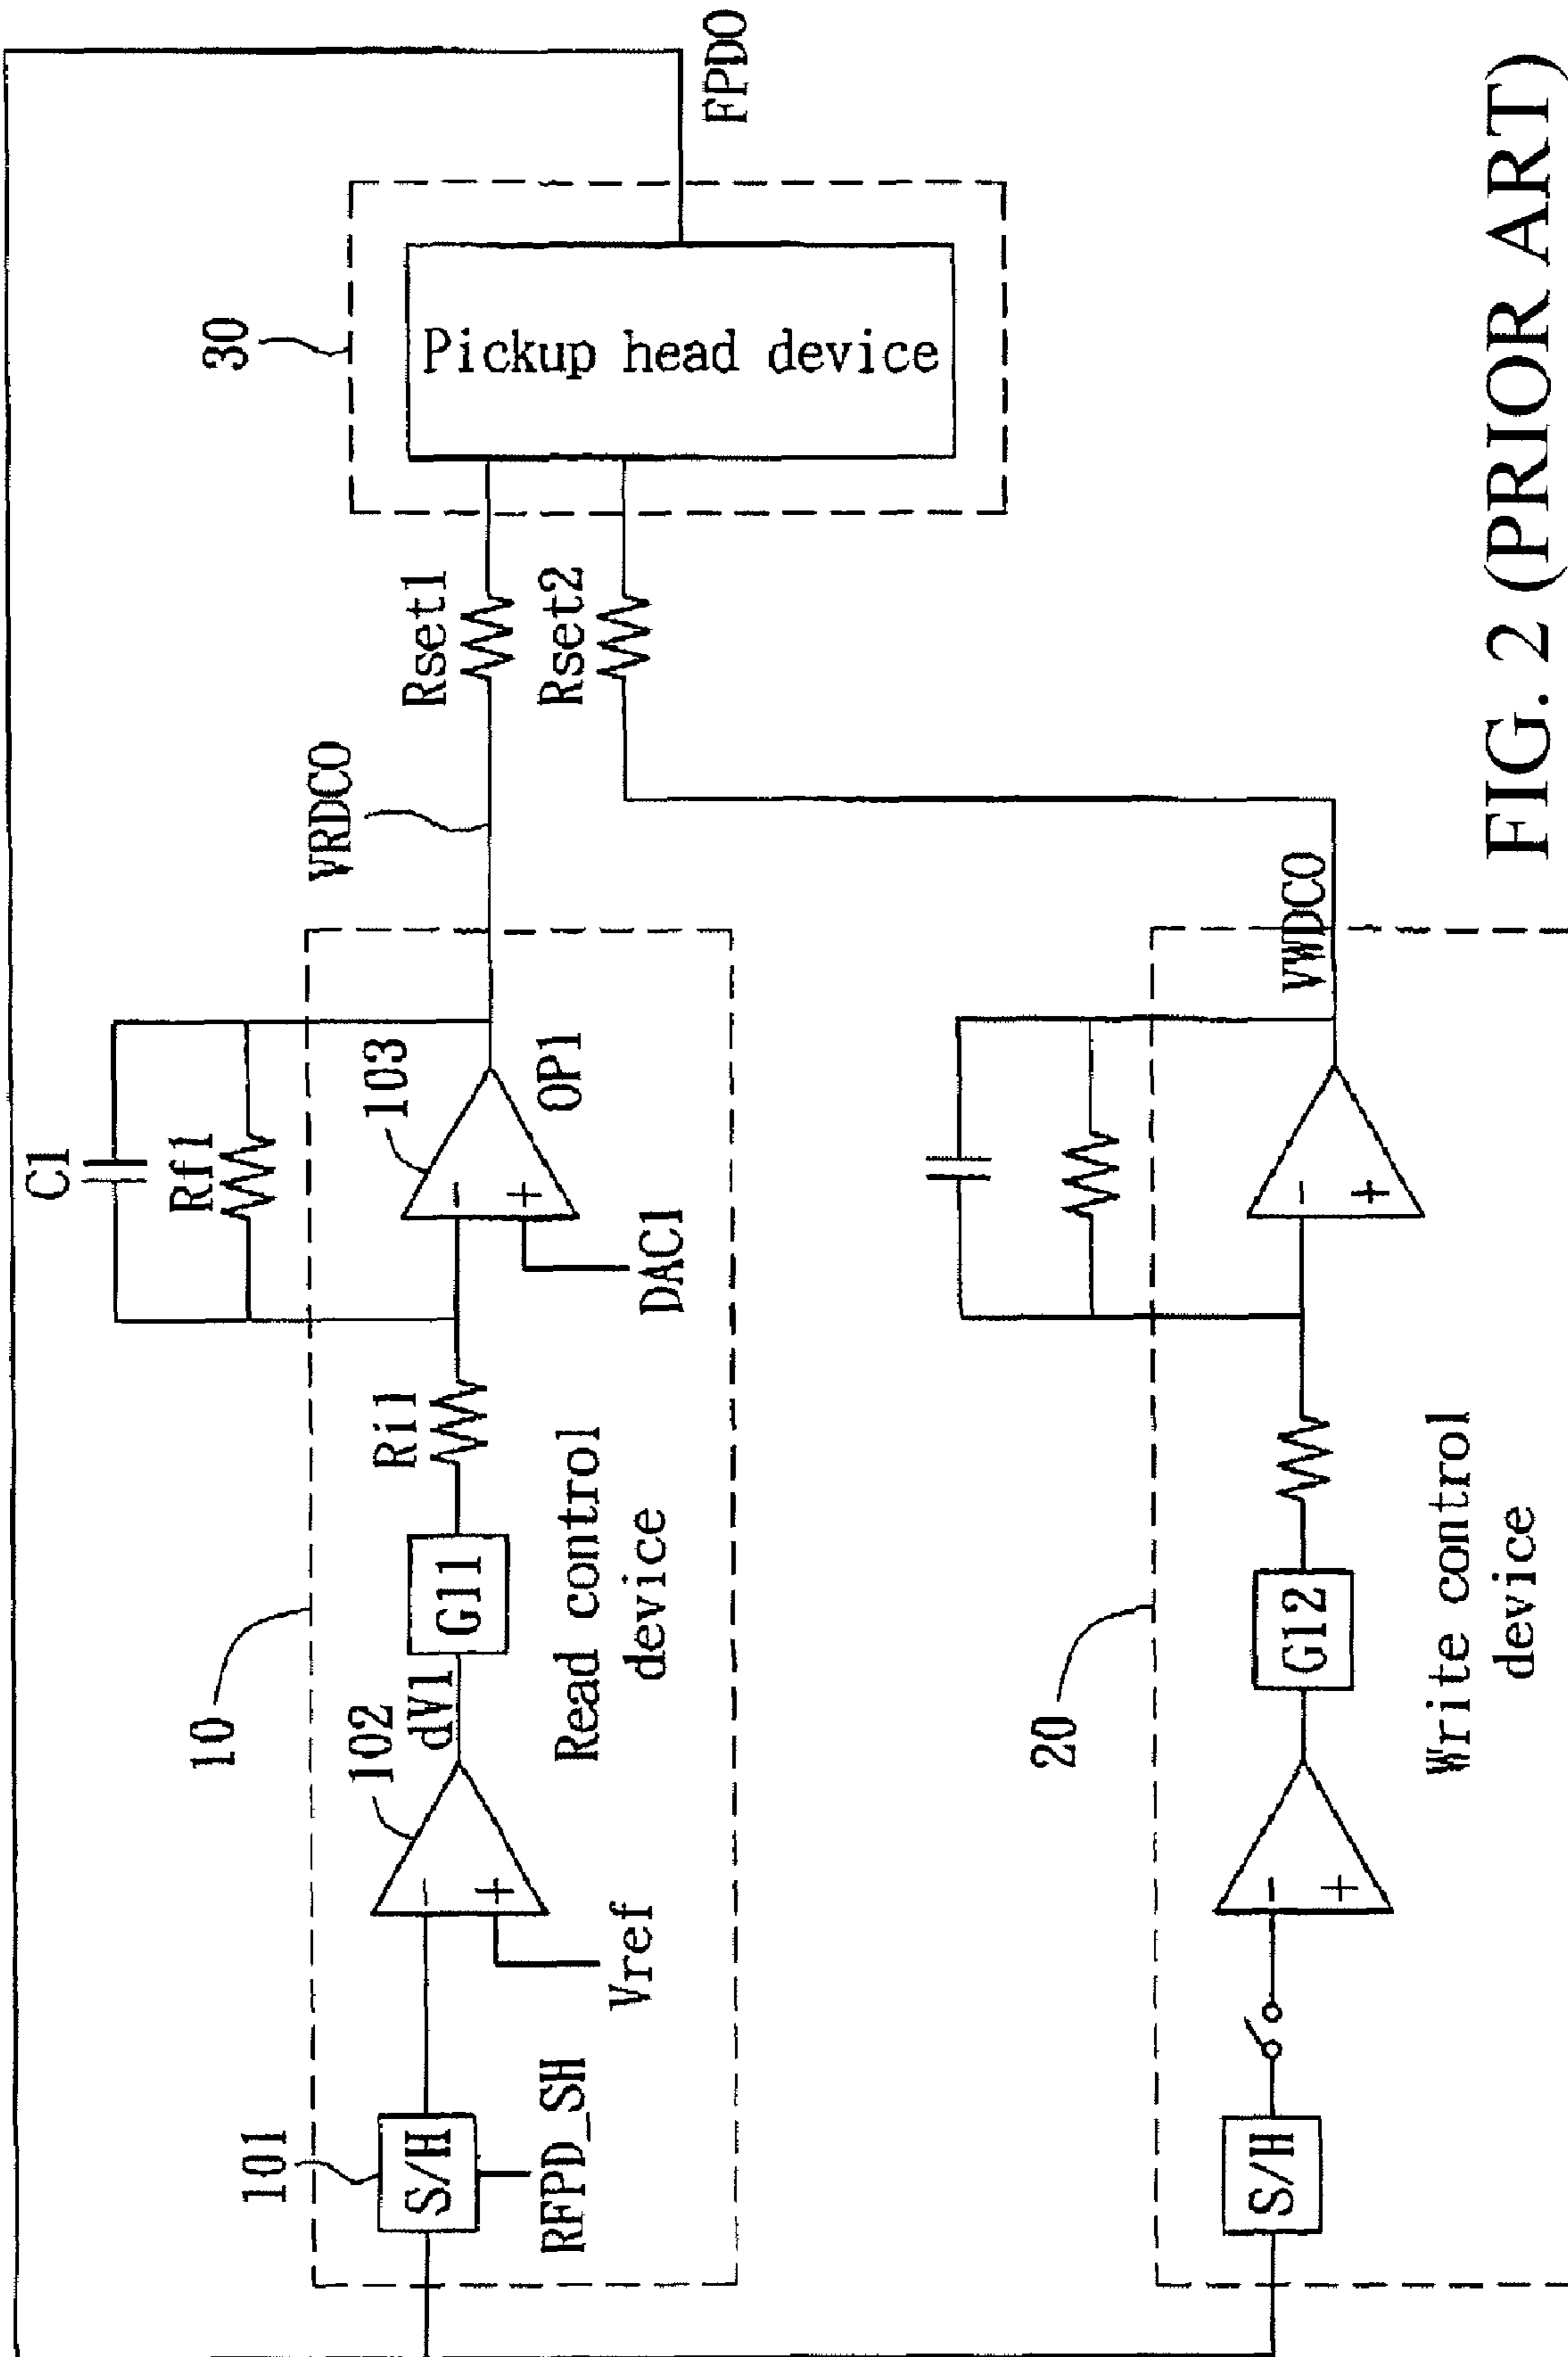 FPDO
30
Pickup head device
Rset1
Rset2
VRDCO
C1
Rf1
103
OP1
DAC1
Ri1
10
G11
dV1
102
Vref
Read control
device
101
S/H
RFPD_SH
VWDCO
20
G12
S/H
Write control
device
FIG. 2 (PRIOR ART)